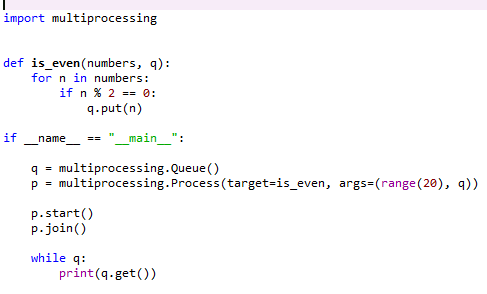 import multiprocessing
def is_even(numbers, q):
    for n in numbers:
        if n % 2 == 0:
            q.put(n)
if __name__ == "__main__":
    q = multiprocessing.Queue()
    p = multiprocessing.Process(target=is_even, args=(range(20), q))
    p.start()
    p.join()
    while q:
        print(q.get())